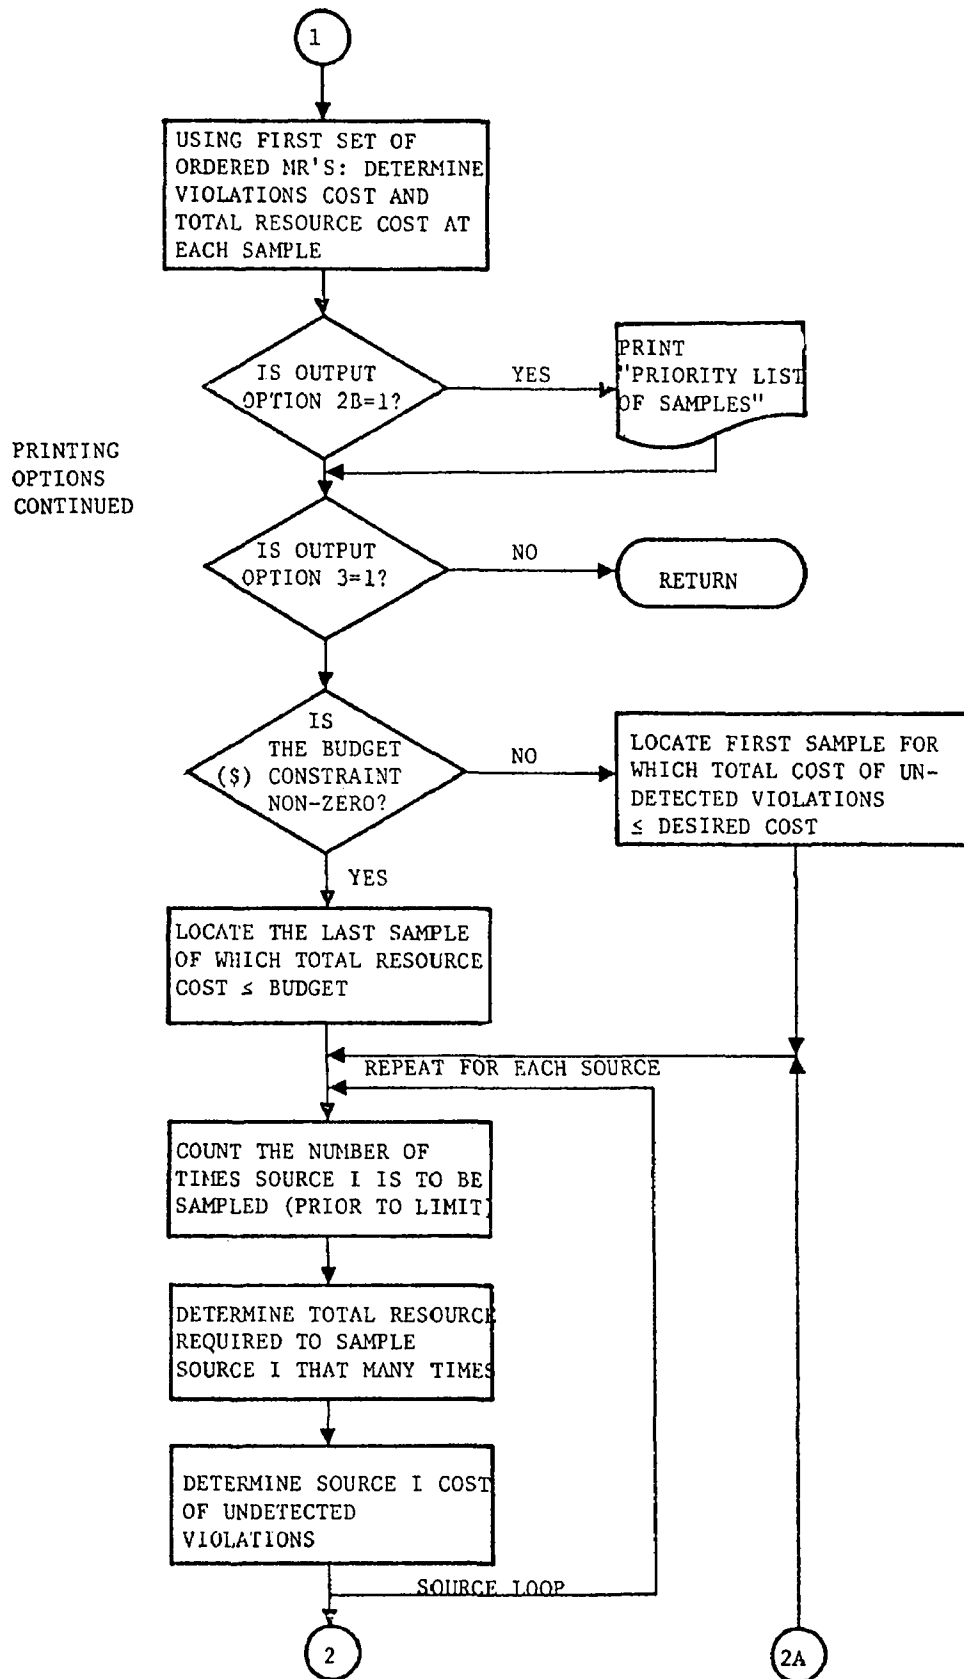 1
USING FIRST SET OF
ORDERED MR'S: DETERMINE
VIOLATIONS COST AND
TOTAL RESOURCE COST AT
EACH SAMPLE
IS OUTPUT
OPTION 2B=1?
YES
PRINT
"PRIORITY LIST
OF SAMPLES"
PRINTING
OPTIONS
CONTINUED
IS OUTPUT
OPTION 3=1?
NO
RETURN
IS
THE BUDGET
($) CONSTRAINT
NON-ZERO?
NO
LOCATE FIRST SAMPLE FOR
WHICH TOTAL COST OF UN-
DETECTED VIOLATIONS
≤ DESIRED COST
YES
LOCATE THE LAST SAMPLE
OF WHICH TOTAL RESOURCE
COST ≤ BUDGET
REPEAT FOR EACH SOURCE
COUNT THE NUMBER OF
TIMES SOURCE I IS TO BE
SAMPLED (PRIOR TO LIMIT)
DETERMINE TOTAL RESOURCE
REQUIRED TO SAMPLE
SOURCE I THAT MANY TIMES
DETERMINE SOURCE I COST
OF UNDETECTED
VIOLATIONS
SOURCE LOOP
2
2A